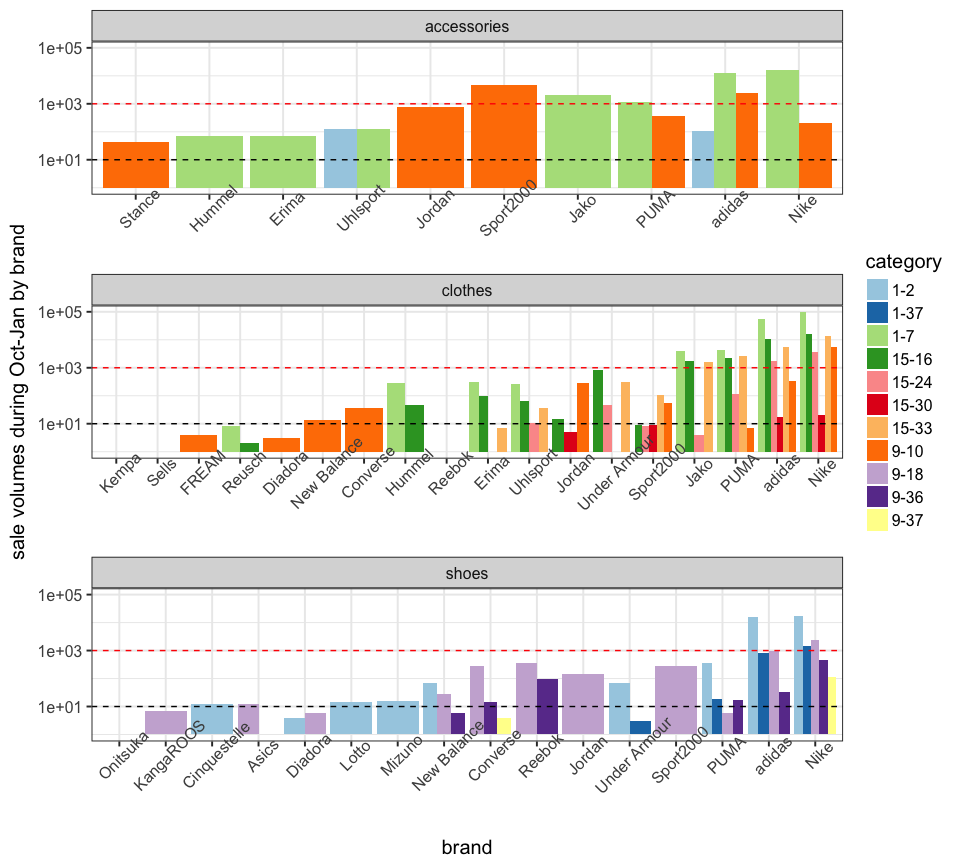 accessories
1e+05
1e+03
1e+01
Stance
Hummel
Erima
Uhlsport
Jordan
Sport2000
Jako
PUMA
adidas
Nike
sale volumes during Oct-Jan by brand
clothes
1e+05
1e+03
1e+01
Kempa
Sells
FREAM
Reusch
Diadora
New Balance
Converse
Hummel
Reebok
Erima
Uhlsport
Jordan
Under Armour
Sport2000
Jako
PUMA
adidas
Nike
category
1-2
1-37
1-7
15-16
15-24
15-30
15-33
9-10
9-18
9-36
9-37
shoes
1e+05
1e+03
1e+01
Onitsuka
KangaROOS
Cinquestelle
Asics
Diadora
Lotto
Mizuno
New Balance
Converse
Reebok
Jordan
Under Armour
Sport2000
PUMA
adidas
Nike
brand